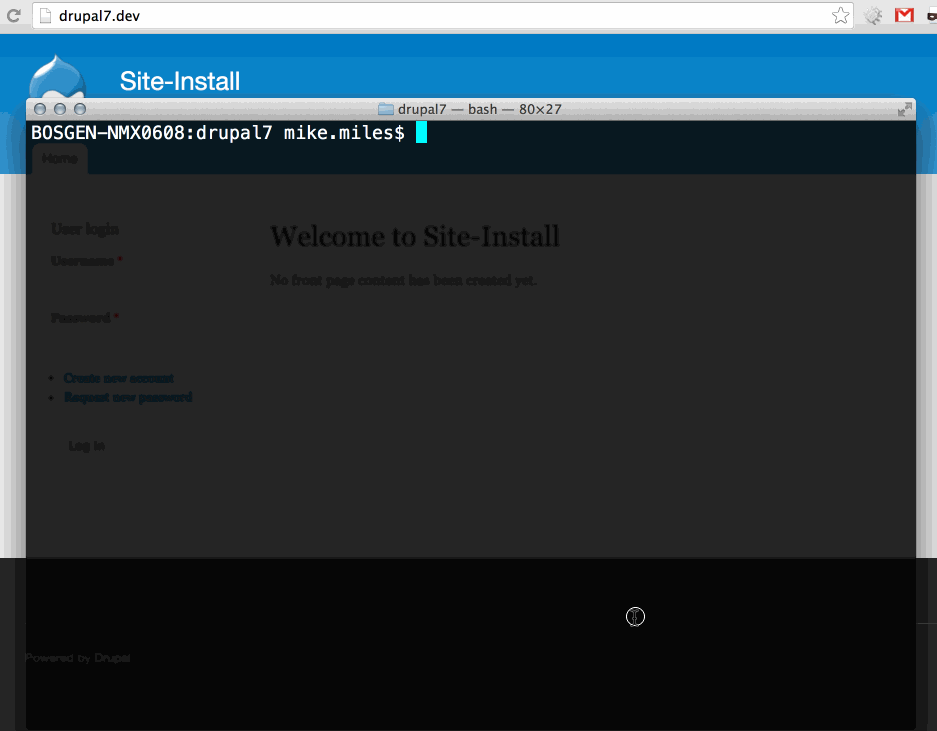 drupal7.dev
Site-Install
drupal7 — bash — 80×27
BOSGEN-NMX0608:drupal7 mike.miles$
Home
User login
Username *
Welcome to Site-Install
No front page content has been created yet.
Password *
Create new account
Request new password
Log in
Powered by Drupal